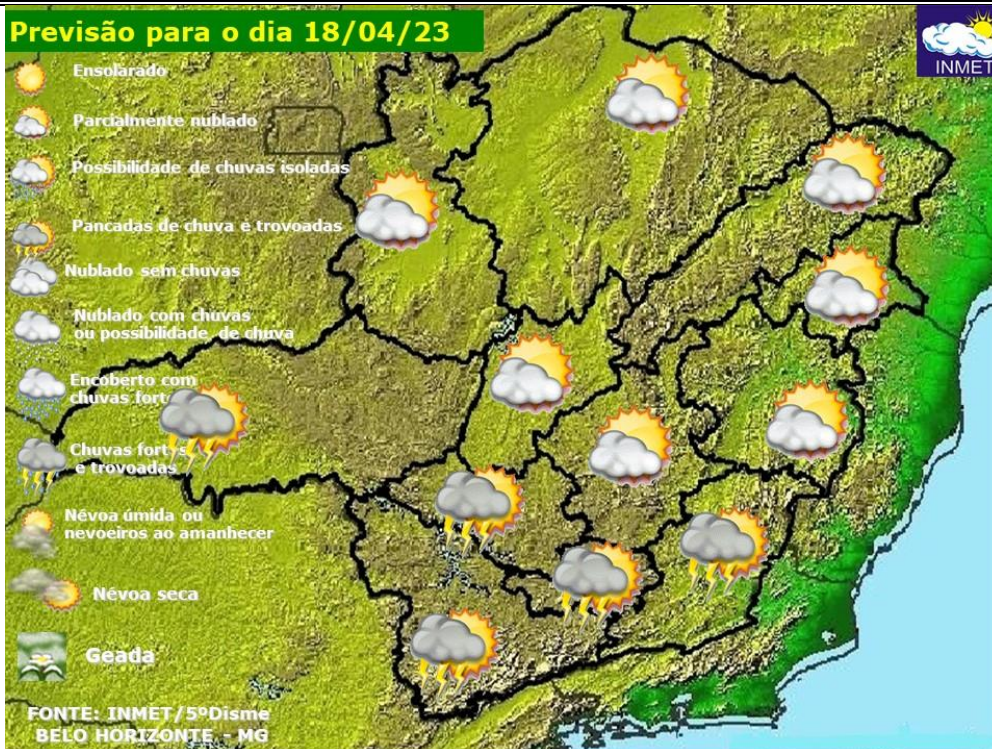 Previsão para o dia 18/04/23
INMET
Ensolarado
Parcialmente nublado
Possibilidade de chuvas isoladas
Pancadas de chuva e trovoadas
Nublado sem chuvas
Nublado com chuvas
ou possibilidade de chuva
Encoberto com
chuvas fort
Chuvas fortes
e trovoadas
Névoa úmida ou
nevoeiros ao amanhecer
Névoa seca
Geada
FONTE: INMET/5ºDisme
BELO HORIZONTE - MG